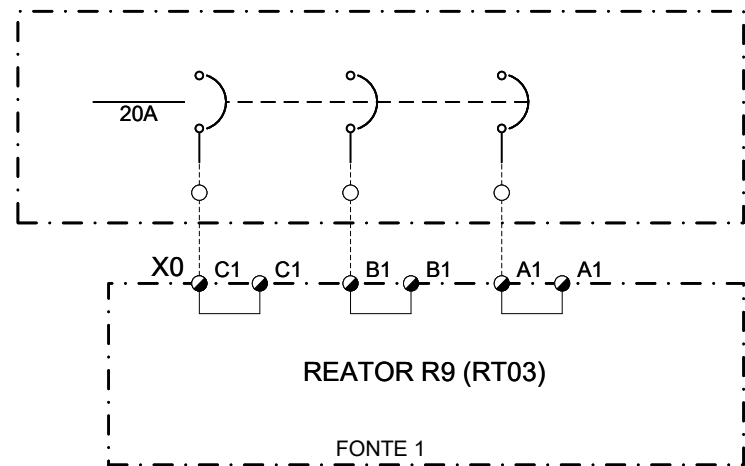 20A
X0 C1 C1 B1 B1 A1 A1
REATOR R9 (RT03)
FONTE 1